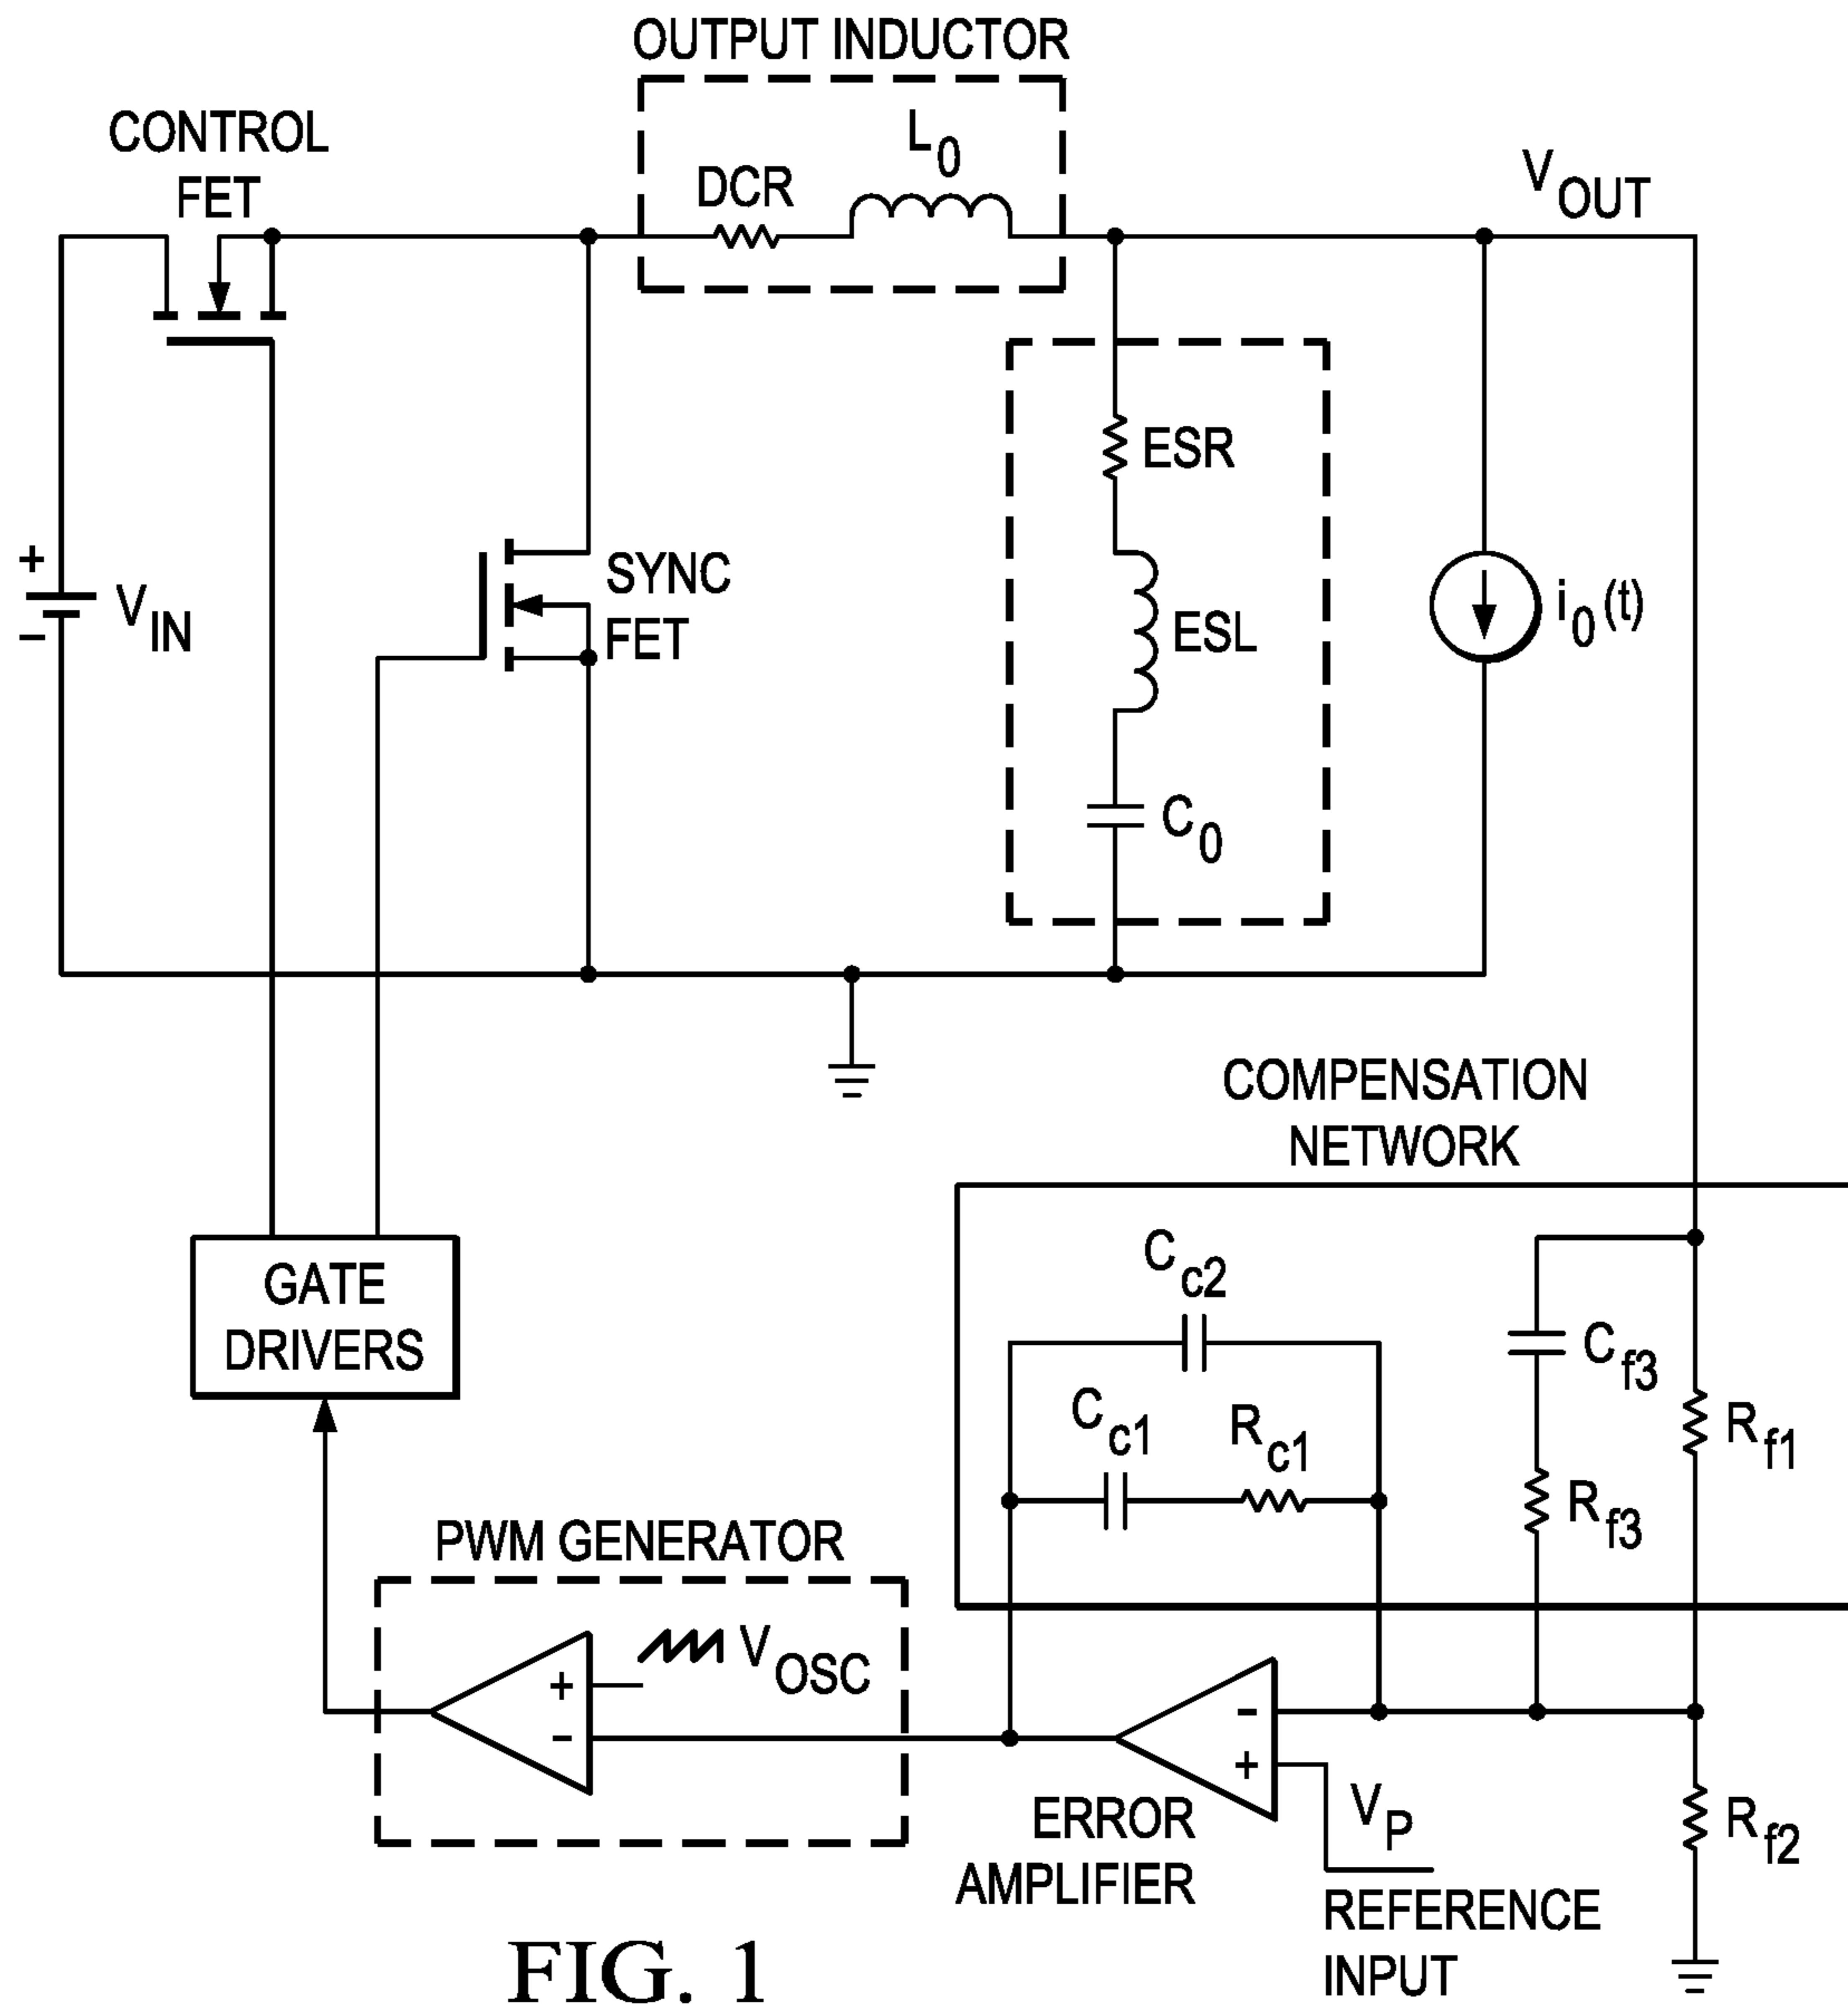 OUTPUT INDUCTOR
CONTROL
FET
DCR
L0
VOUT
ESR
ESL
C0
i0(t)
+
VIN
−
SYNC
FET
COMPENSATION
NETWORK
GATE
DRIVERS
Cc2
Cc1
Rc1
Cf3
Rf3
Rf1
PWM GENERATOR
+
−
VOSC
-
+
ERROR
AMPLIFIER
VP
REFERENCE
INPUT
Rf2
FIG. 1